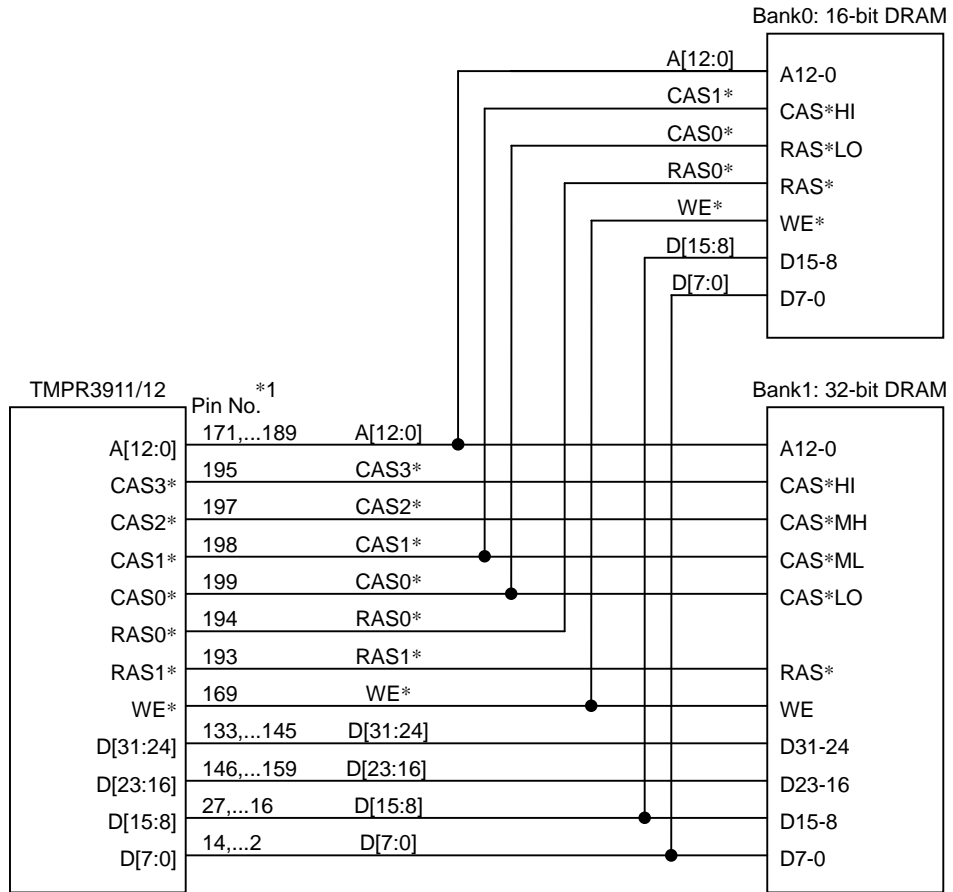 Bank0: 16-bit DRAM
A[12:0]
A12-0
CAS1*
CAS*HI
CAS0*
RAS*LO
RAS0*
RAS*
WE*
WE*
D[15:8]
D15-8
D[7:0]
D7-0
TMPR3911/12
Pin No. *1
Bank1: 32-bit DRAM
A[12:0] 171,...189 A[12:0] A12-0
CAS3* 195 CAS3* CAS*HI
CAS2* 197 CAS2* CAS*MH
CAS1* 198 CAS1* CAS*ML
CAS0* 199 CAS0* CAS*LO
RAS0* 194 RAS0*
RAS1* 193 RAS1* RAS*
WE* 169 WE* WE
D[31:24] 133,...145 D[31:24] D31-24
D[23:16] 146,...159 D[23:16] D23-16
D[15:8] 27,...16 D[15:8] D15-8
D[7:0] 14,...2 D[7:0] D7-0